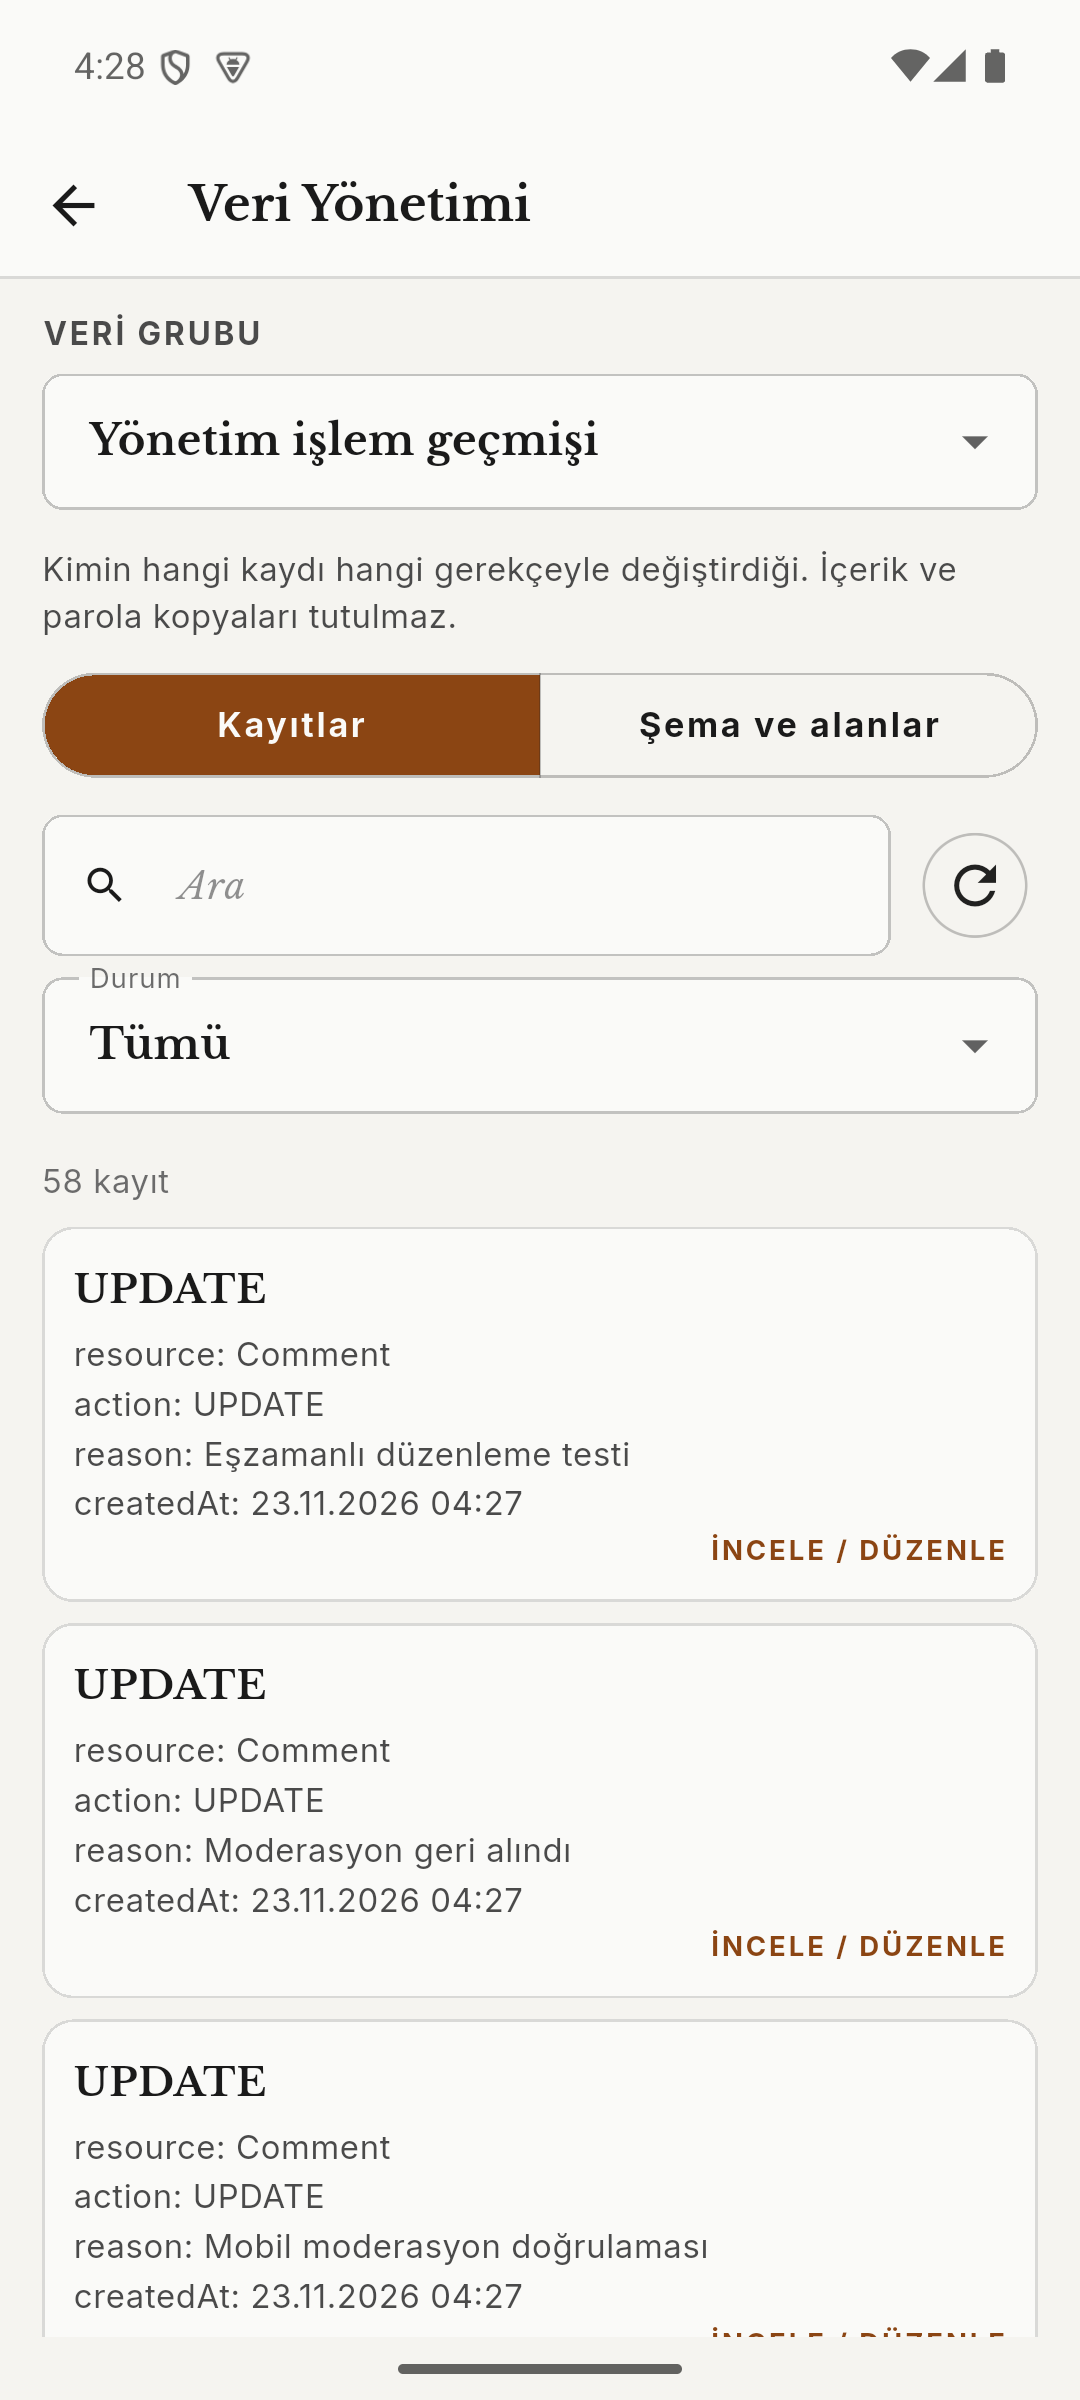 4:28
Veri Yönetimi
VERİ GRUBU
Yönetim işlem geçmişi
Kimin hangi kaydı hangi gerekçeyle değiştirdiği. İçerik ve
parola kopyaları tutulmaz.
Kayıtlar
Şema ve alanlar
Ara
Durum
Tümü
58 kayıt
UPDATE
resource: Comment
action: UPDATE
reason: Eşzamanlı düzenleme testi
createdAt: 23.11.2026 04:27
İNCELE / DÜZENLE
UPDATE
resource: Comment
action: UPDATE
reason: Moderasyon geri alındı
createdAt: 23.11.2026 04:27
İNCELE / DÜZENLE
UPDATE
resource: Comment
action: UPDATE
reason: Mobil moderasyon doğrulaması
createdAt: 23.11.2026 04:27
İNCELE / DÜZENLE